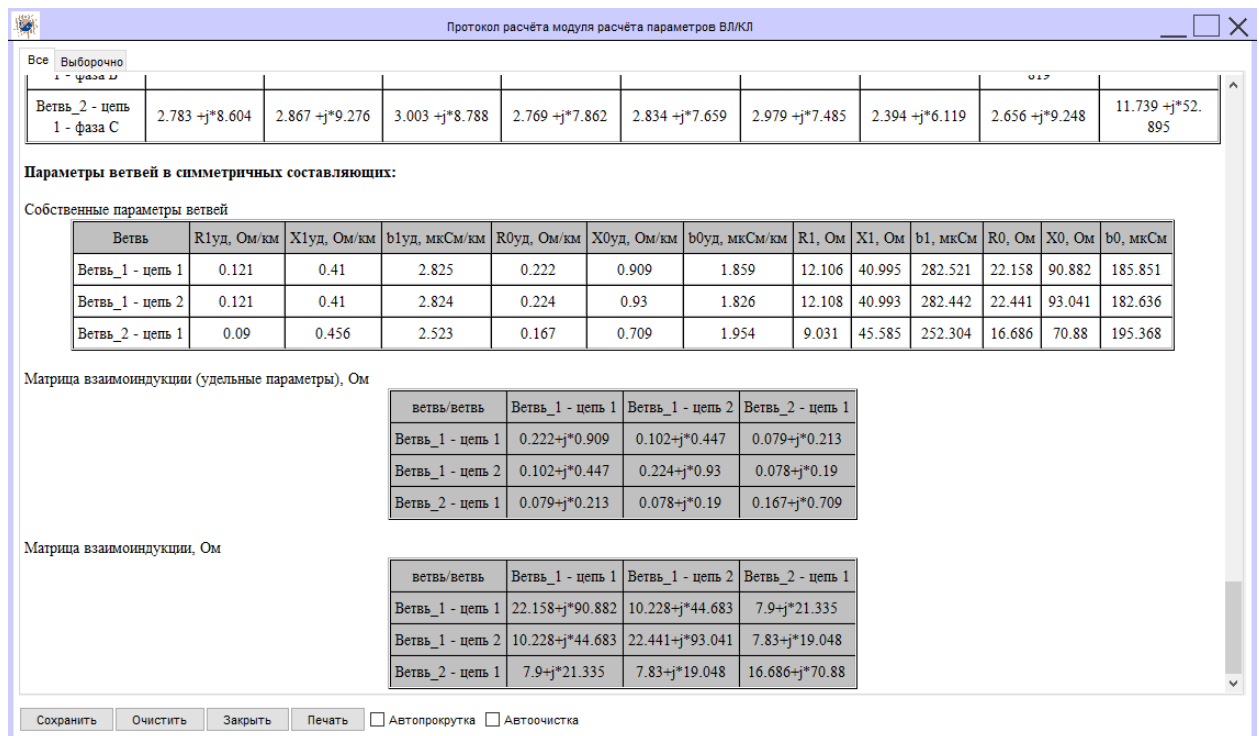 Протокол расчёта модуля расчёта параметров ВЛ/КЛ
Все Выборочно
1 - фаза В 819
Ветвь_2 - цепь 1 - фаза С 2.783 +j*8.604 2.867 +j*9.276 3.003 +j*8.788 2.769 +j*7.862 2.834 +j*7.659 2.979 +j*7.485 2.394 +j*6.119 2.656 +j*9.248 11.739 +j*52.895
Параметры ветвей в симметричных составляющих:
Собственные параметры ветвей
Ветвь R1уд, Ом/км X1уд, Ом/км b1уд, мкСм/км R0уд, Ом/км X0уд, Ом/км b0уд, мкСм/км R1, Ом X1, Ом b1, мкСм R0, Ом X0, Ом b0, мкСм
Ветвь_1 - цепь 1 0.121 0.41 2.825 0.222 0.909 1.859 12.106 40.995 282.521 22.158 90.882 185.851
Ветвь_1 - цепь 2 0.121 0.41 2.824 0.224 0.93 1.826 12.108 40.993 282.442 22.441 93.041 182.636
Ветвь_2 - цепь 1 0.09 0.456 2.523 0.167 0.709 1.954 9.031 45.585 252.304 16.686 70.88 195.368
Матрица взаимоиндукции (удельные параметры), Ом
ветвь/ветвь Ветвь_1 - цепь 1 Ветвь_1 - цепь 2 Ветвь_2 - цепь 1
Ветвь_1 - цепь 1 0.222+j*0.909 0.102+j*0.447 0.079+j*0.213
Ветвь_1 - цепь 2 0.102+j*0.447 0.224+j*0.93 0.078+j*0.19
Ветвь_2 - цепь 1 0.079+j*0.213 0.078+j*0.19 0.167+j*0.709
Матрица взаимоиндукции, Ом
ветвь/ветвь Ветвь_1 - цепь 1 Ветвь_1 - цепь 2 Ветвь_2 - цепь 1
Ветвь_1 - цепь 1 22.158+j*90.882 10.228+j*44.683 7.9+j*21.335
Ветвь_1 - цепь 2 10.228+j*44.683 22.441+j*93.041 7.83+j*19.048
Ветвь_2 - цепь 1 7.9+j*21.335 7.83+j*19.048 16.686+j*70.88
Сохранить Очистить Закрыть Печать Автопрокрутка Автоочистка